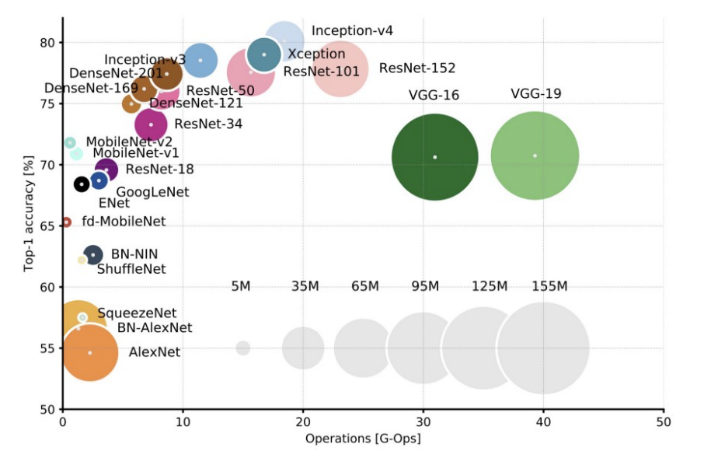 80
75
70
65
60
55
50
Top-1 accuracy [%]
Inception-v4
Inception-v3
Xception
DenseNet-201
ResNet-101
ResNet-152
DenseNet-169
ResNet-50
VGG-16
VGG-19
DenseNet-121
ResNet-34
MobileNet-v2
MobileNet-v1
ResNet-18
GoogLeNet
ENet
fd-MobileNet
BN-NIN
ShuffleNet
5M 35M 65M 95M 125M 155M
SqueezeNet
BN-AlexNet
AlexNet
0 10 20 30 40 50
Operations [G-Ops]